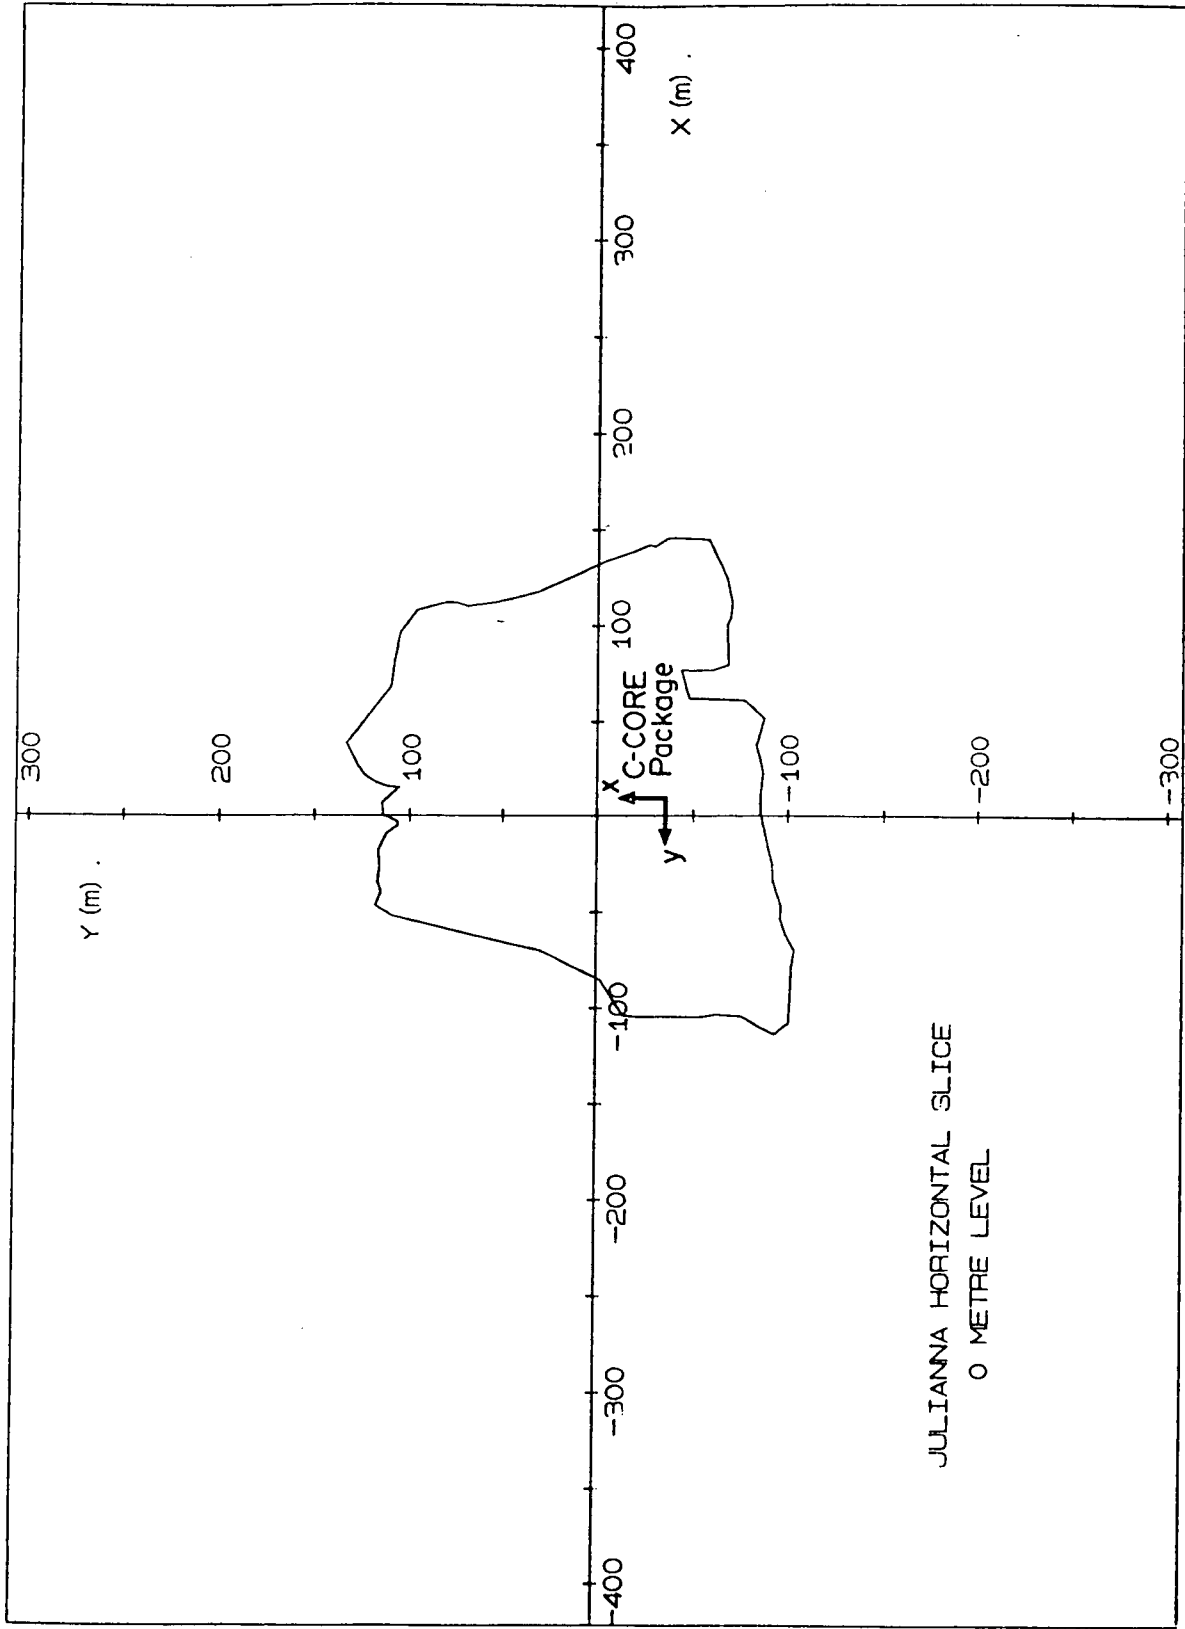 Y (m) .
300
200
100
-100
-200
-300
-400
-300
-200
-100
100
200
300
400
X (m) .
x
y
C-CORE
Package
JULIANNA HORIZONTAL SLICE
0 METRE LEVEL